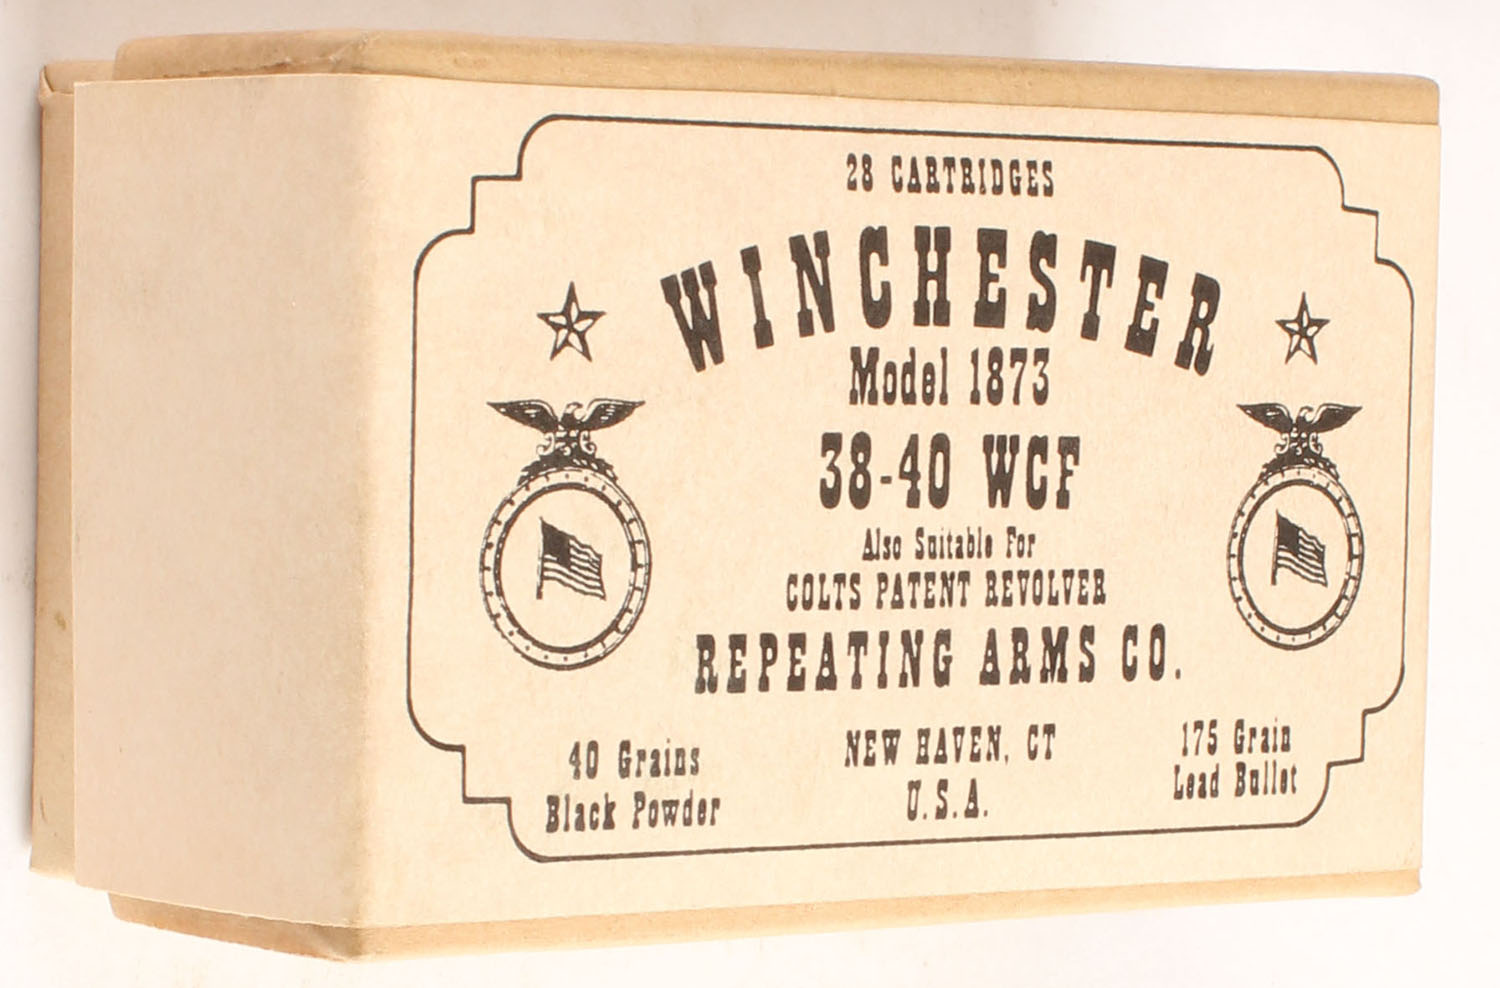 28 CARTRIDGES
WINCHESTER
Model 1873
38-40 WCF
Also Suitable For
COLTS PATENT REVOLVER
REPEATING ARMS CO.
40 Grains
Black Powder
NEW HAVEN, CT
U.S.A.
175 Grain
Lead Bullet